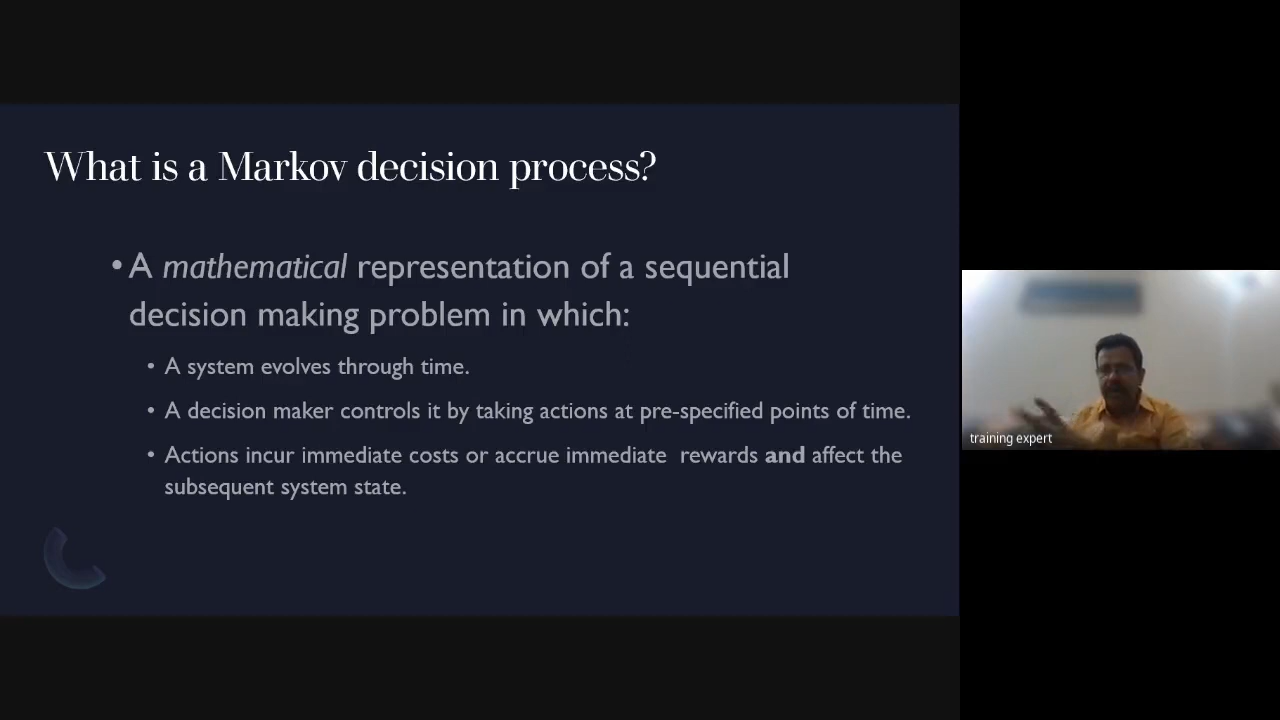 What is a Markov decision process?
• A mathematical representation of a sequential
decision making problem in which:
• A system evolves through time.
• A decision maker controls it by taking actions at pre-specified points of time.
• Actions incur immediate costs or accrue immediate rewards and affect the
subsequent system state.
training expert